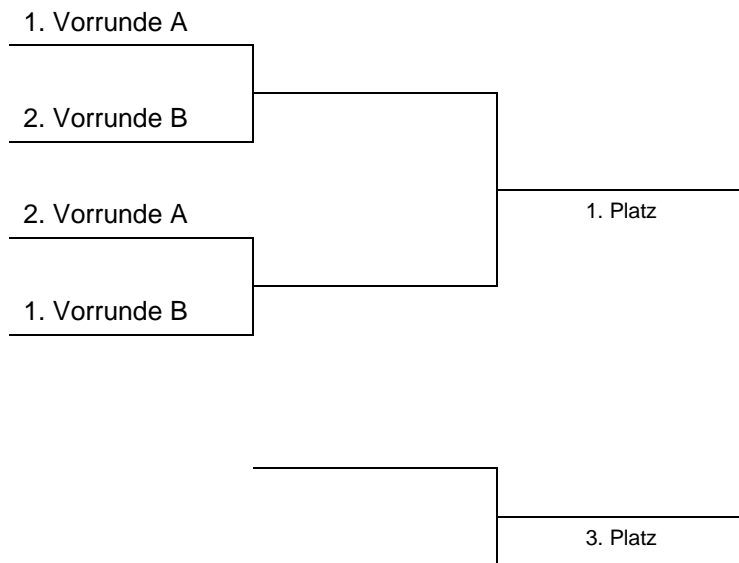 1. Vorrunde A
2. Vorrunde B
2. Vorrunde A
1. Platz
1. Vorrunde B
3. Platz